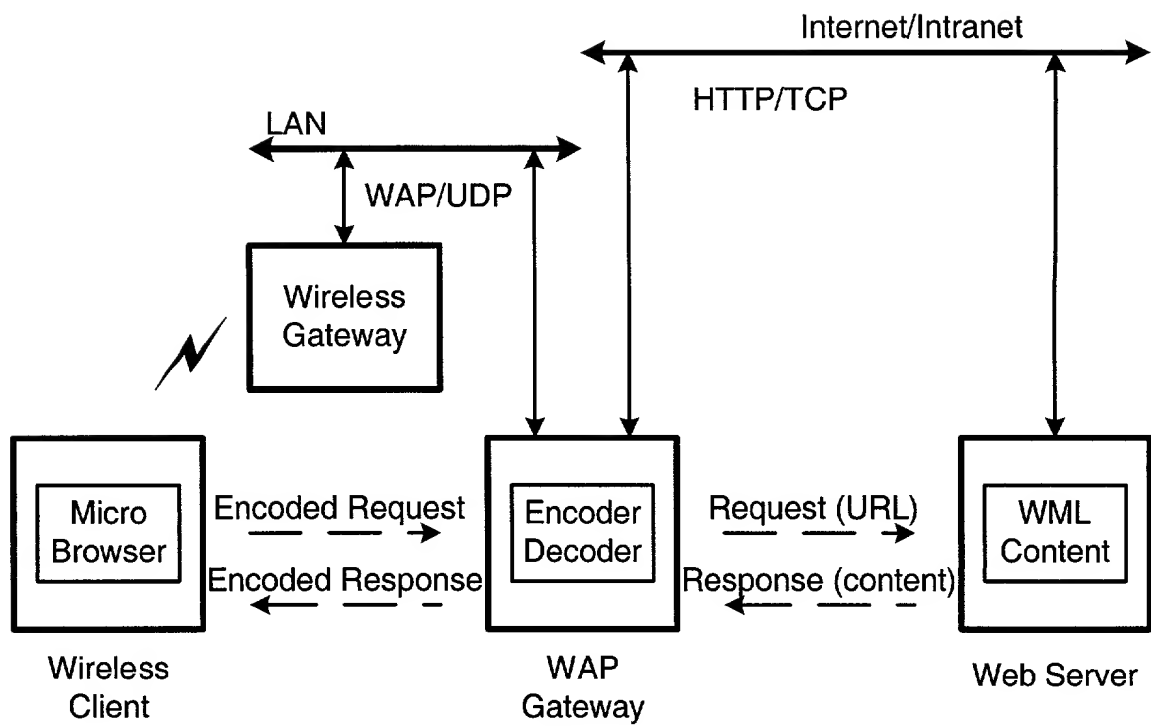 Internet/Intranet
HTTP/TCP
LAN
WAP/UDP
Wireless
Gateway
Micro
Browser
Encoded Request
Encoded Response
Encoder
Decoder
Request (URL)
Response (content)
WML
Content
Wireless
Client
WAP
Gateway
Web Server